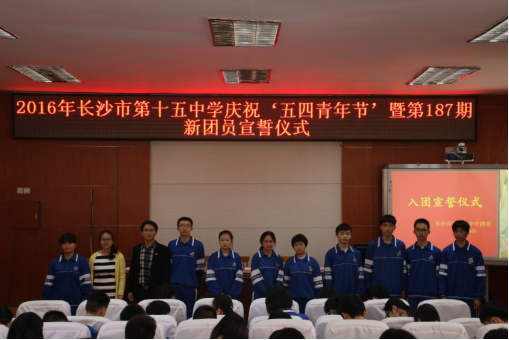 2016年长沙市第十五中学庆祝‘五四青年节’暨第187期
新团员宣誓仪式
入团宣誓仪式